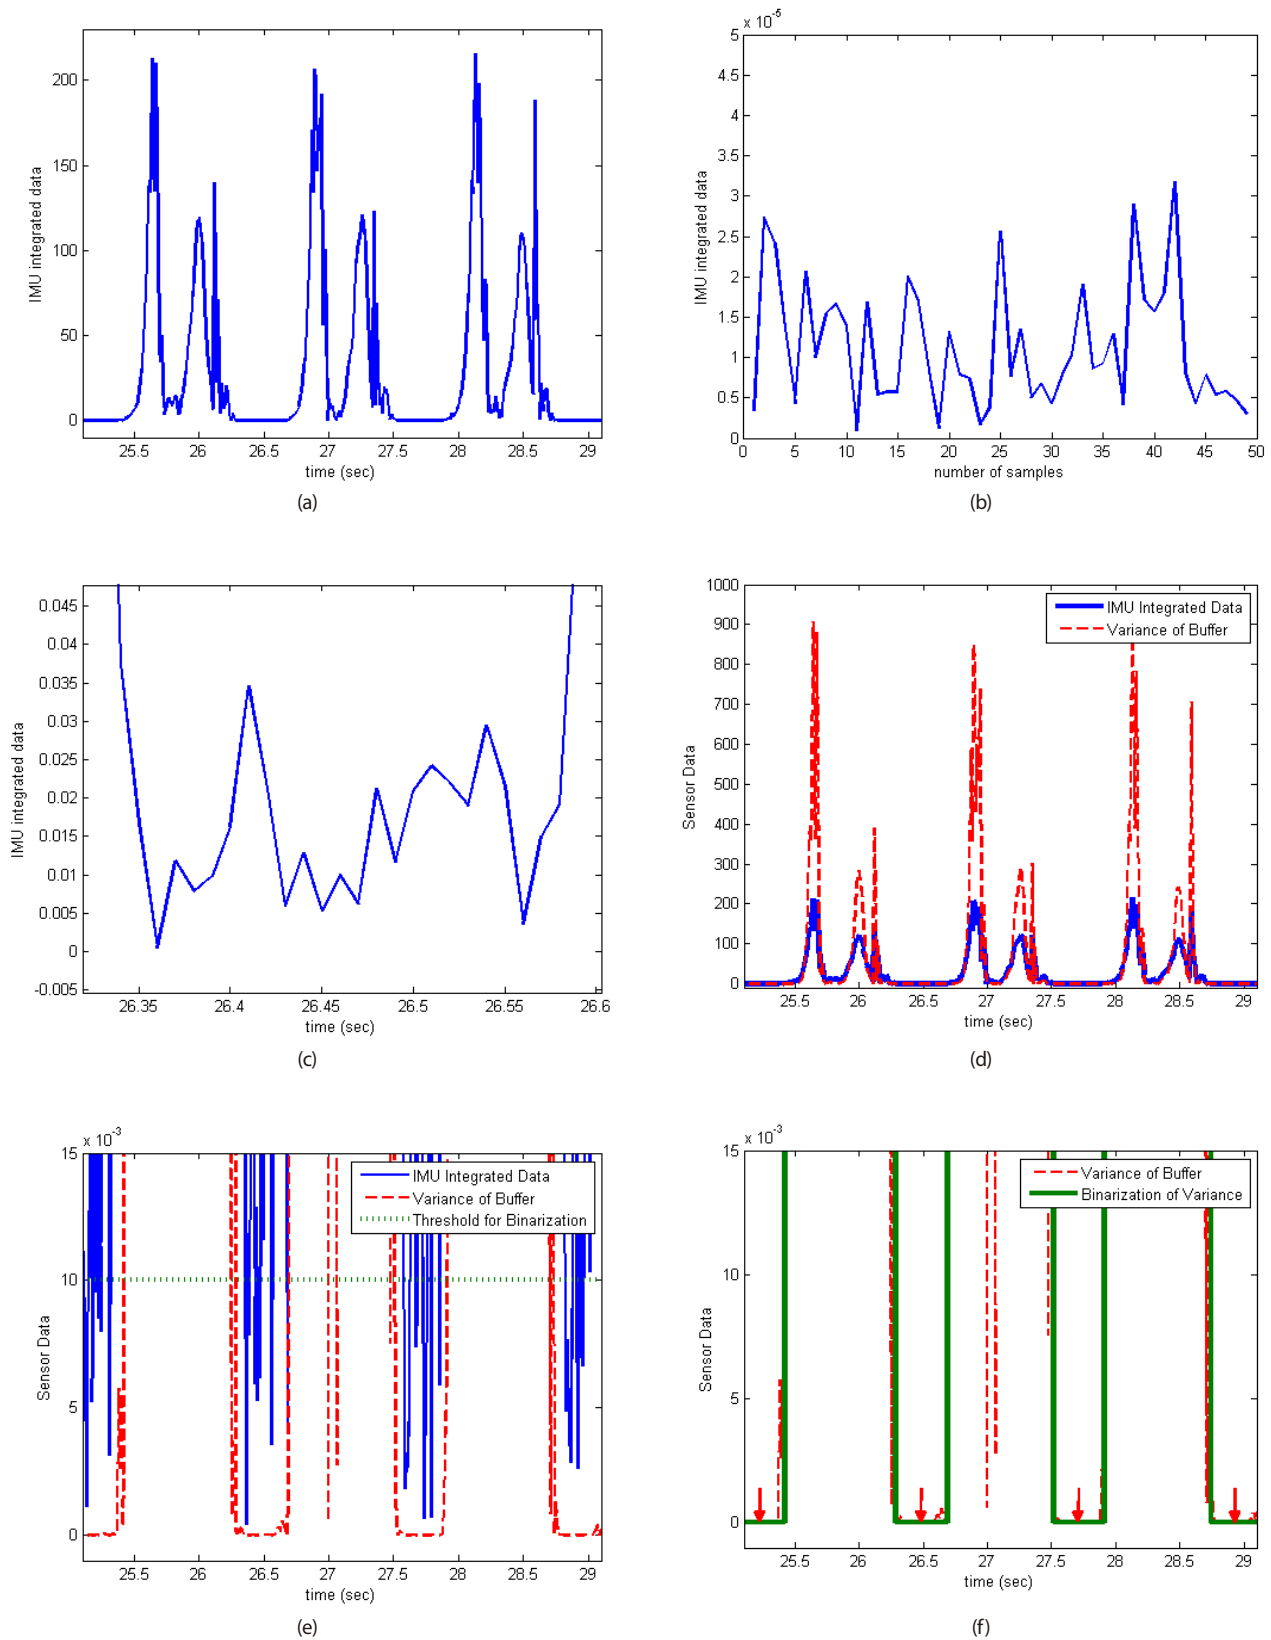 IMU integrated data
200
150
100
50
0
25.5 26 26.5 27 27.5 28 28.5 29
time (sec)
(a)
x 10-5
IMU integrated data
5
4.5
4
3.5
3
2.5
2
1.5
1
0.5
0
0 5 10 15 20 25 30 35 40 45 50
number of samples
(b)
IMU integrated data
0.045
0.04
0.035
0.03
0.025
0.02
0.015
0.01
0.005
0
-0.005
26.35 26.4 26.45 26.5 26.55 26.6
time (sec)
(c)
Sensor Data
1000
900
800
700
600
500
400
300
200
100
0
IMU Integrated Data
Variance of Buffer
25.5 26 26.5 27 27.5 28 28.5 29
time (sec)
(d)
x 10-3
Sensor Data
15
10
5
0
IMU Integrated Data
Variance of Buffer
Threshold for Binarization
25.5 26 26.5 27 27.5 28 28.5 29
time (sec)
(e)
x 10-3
Sensor Data
15
10
5
0
Variance of Buffer
Binarization of Variance
25.5 26 26.5 27 27.5 28 28.5 29
time (sec)
(f)